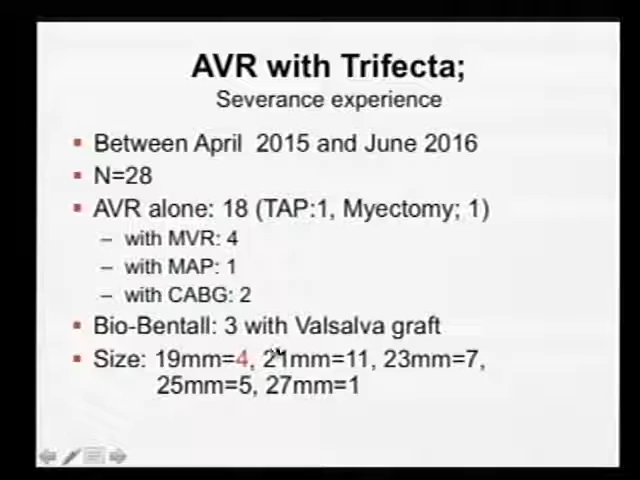 AVR with Trifecta;
Severance experience
Between April 2015 and June 2016
N=28
AVR alone: 18 (TAP:1, Myectomy; 1)
– with MVR: 4
– with MAP: 1
– with CABG: 2
Bio-Bentall: 3 with Valsalva graft
Size: 19mm=4, 21mm=11, 23mm=7,
25mm=5, 27mm=1